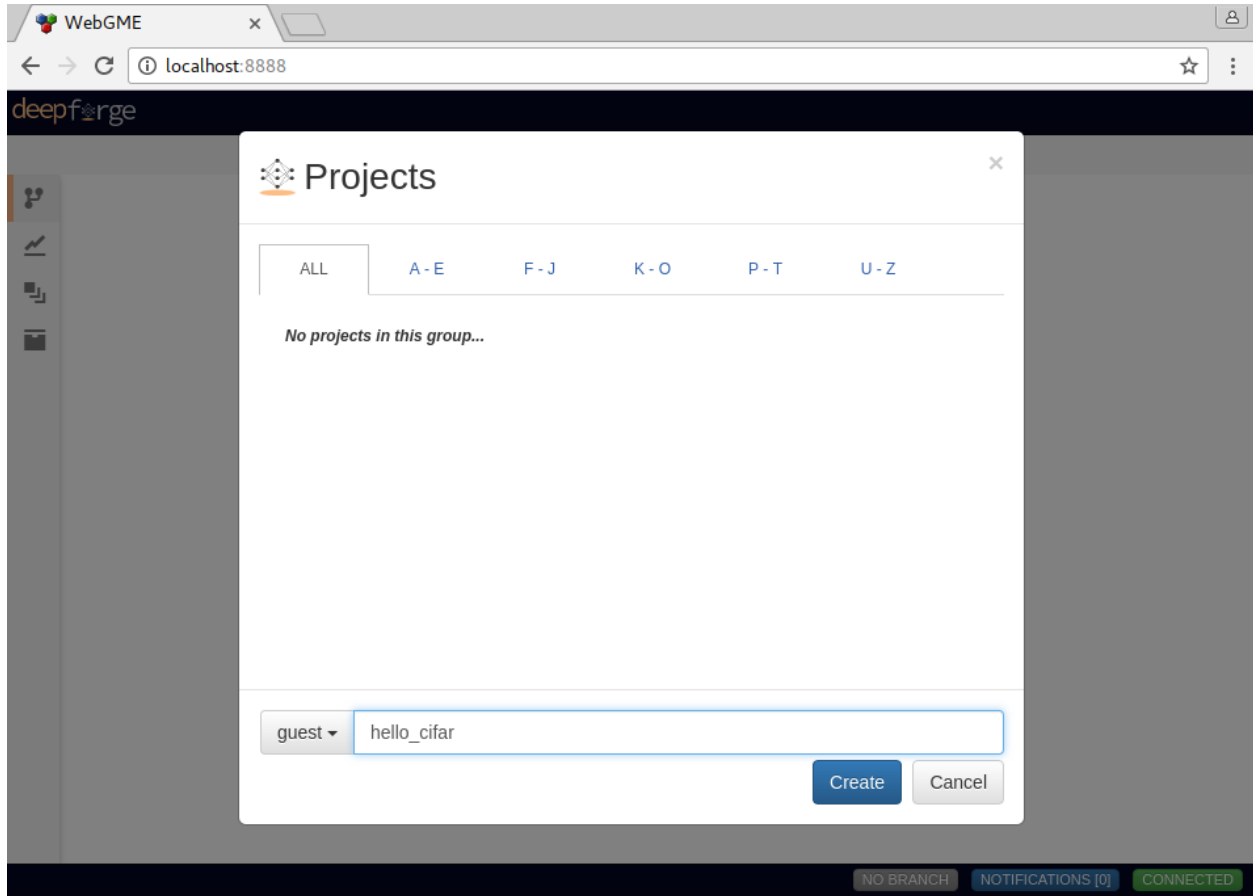 WebGME
localhost:8888
deepforge
Projects
ALL A - E F - J K - O P - T U - Z
No projects in this group...
guest hello_cifar
Create Cancel
NO BRANCH NOTIFICATIONS [0] CONNECTED